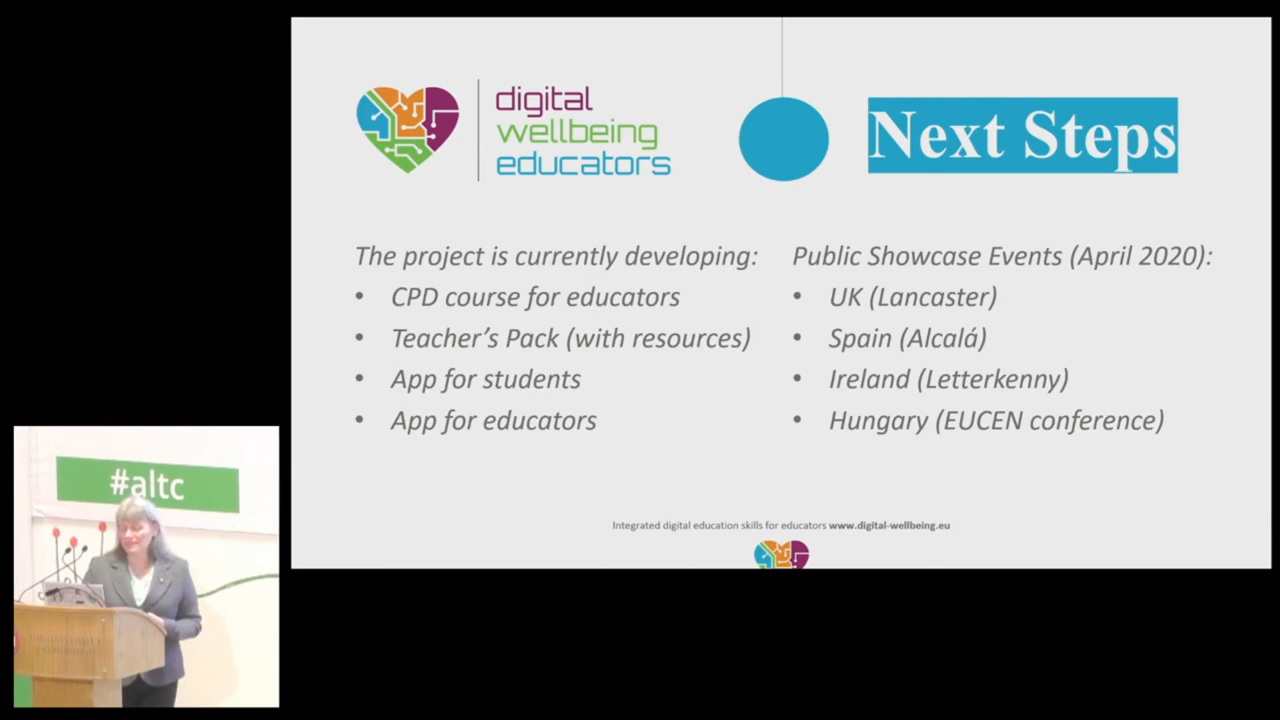 digital
wellbeing
educators
Next Steps
The project is currently developing:
• CPD course for educators
• Teacher's Pack (with resources)
• App for students
• App for educators
Public Showcase Events (April 2020):
• UK (Lancaster)
• Spain (Alcalá)
• Ireland (Letterkenny)
• Hungary (EUCEN conference)
Integrated digital education skills for educators www.digital-wellbeing.eu
#altc